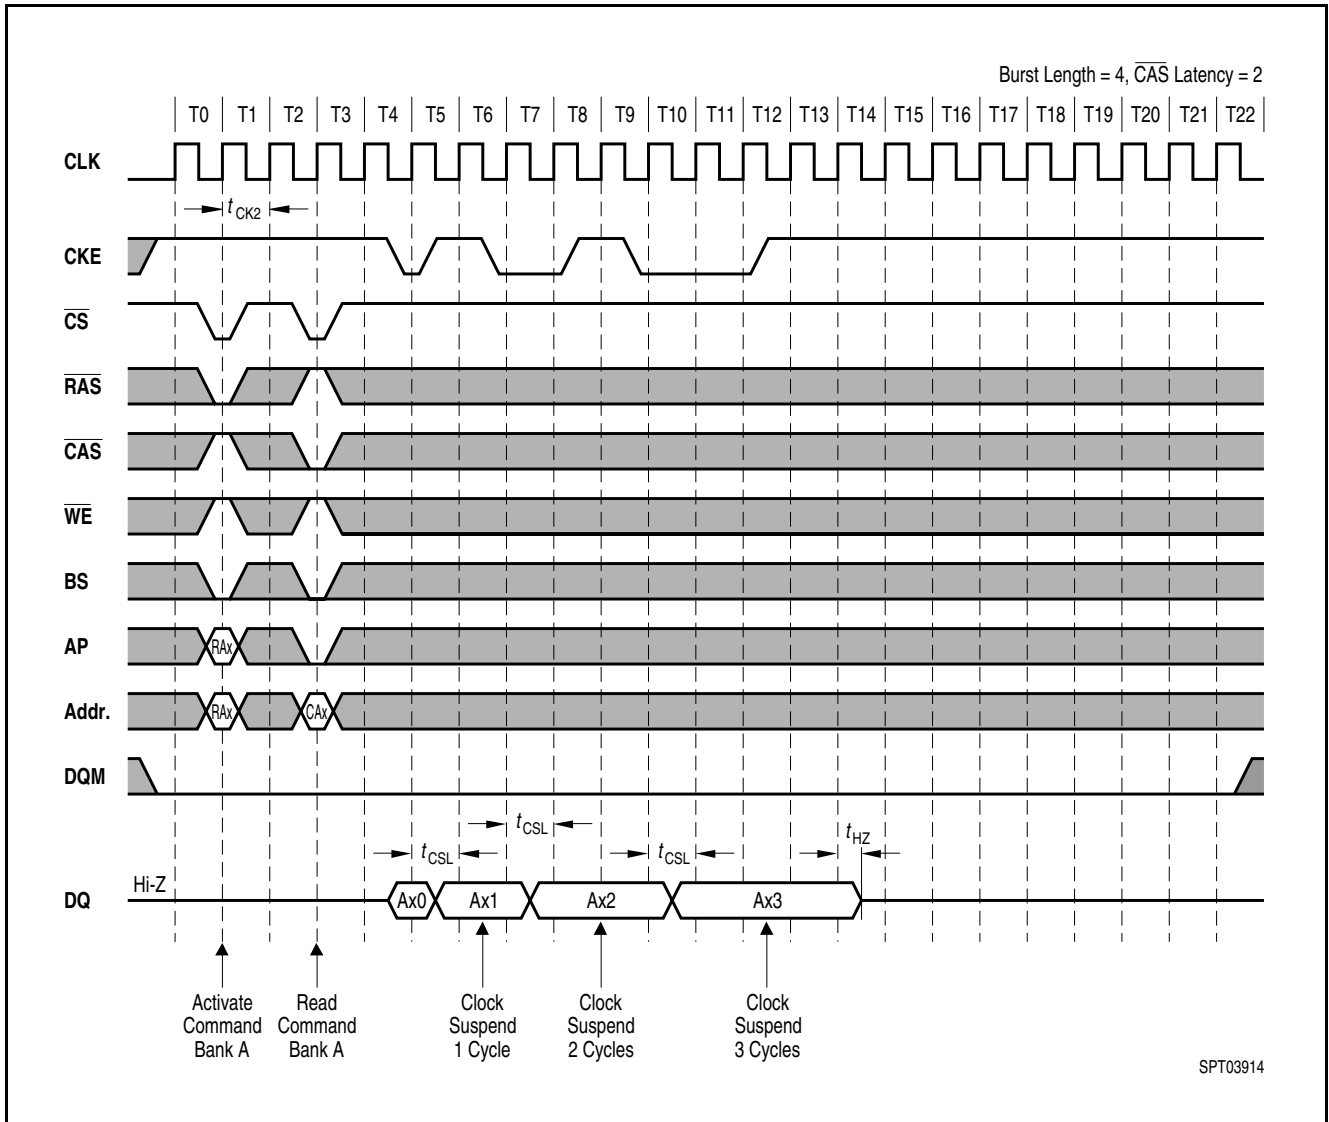 Burst Length = 4, CAS Latency = 2
T0 T1 T2 T3 T4 T5 T6 T7 T8 T9 T10 T11 T12 T13 T14 T15 T16 T17 T18 T19 T20 T21 T22
CLK
tCK2
CKE
CS
RAS
CAS
WE
BS
AP RAx
Addr. RAx CAx
DQM
tCSL tHZ
tCSL tCSL
DQ Hi-Z Ax0 Ax1 Ax2 Ax3
Activate Command Bank A
Read Command Bank A
Clock Suspend 1 Cycle
Clock Suspend 2 Cycles
Clock Suspend 3 Cycles
SPT03914